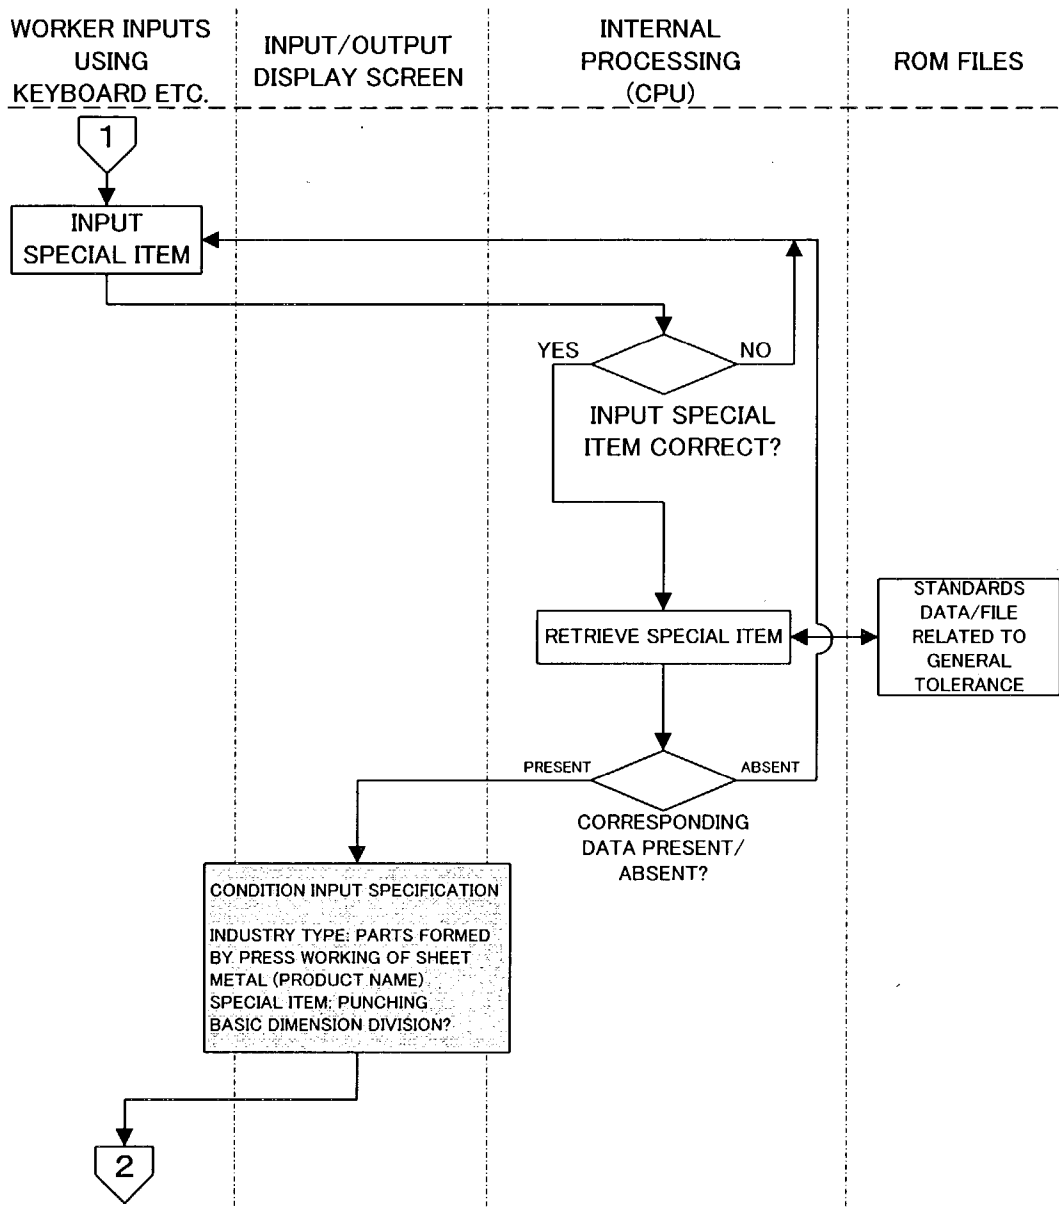 WORKER INPUTS
USING
KEYBOARD ETC.
INPUT/OUTPUT
DISPLAY SCREEN
INTERNAL
PROCESSING
(CPU)
ROM FILES
1
INPUT
SPECIAL ITEM
YES
NO
INPUT SPECIAL
ITEM CORRECT?
RETRIEVE SPECIAL ITEM
STANDARDS
DATA/FILE
RELATED TO
GENERAL
TOLERANCE
PRESENT
ABSENT
CORRESPONDING
DATA PRESENT/
ABSENT?
CONDITION INPUT SPECIFICATION
INDUSTRY TYPE: PARTS FORMED
BY PRESS WORKING OF SHEET
METAL (PRODUCT NAME)
SPECIAL ITEM: PUNCHING
BASIC DIMENSION DIVISION?
2